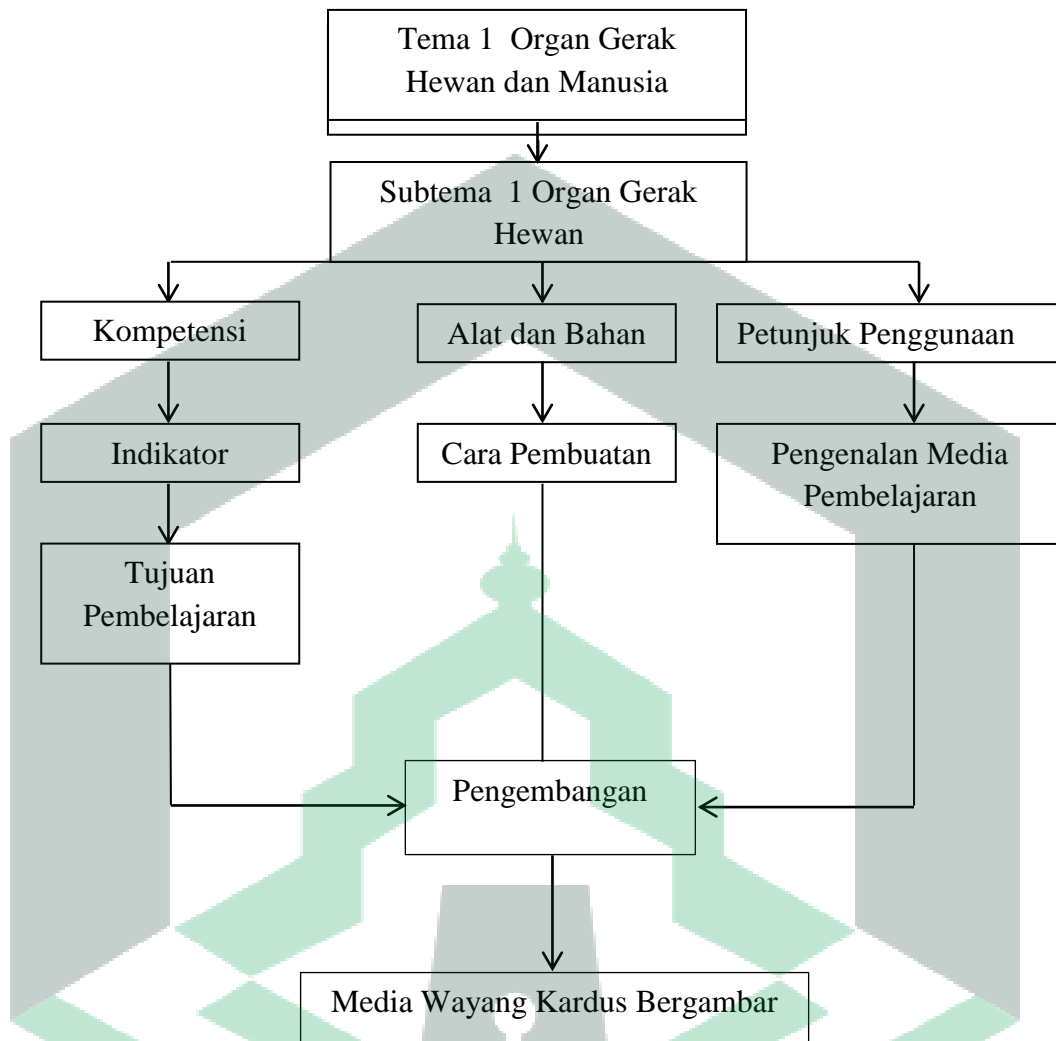 Tema 1 Organ Gerak
Hewan dan Manusia
Subtema 1 Organ Gerak
Hewan
Kompetensi
Alat dan Bahan
Petunjuk Penggunaan
Indikator
Cara Pembuatan
Pengenalan Media
Pembelajaran
Tujuan
Pembelajaran
Pengembangan
Media Wayang Kardus Bergambar